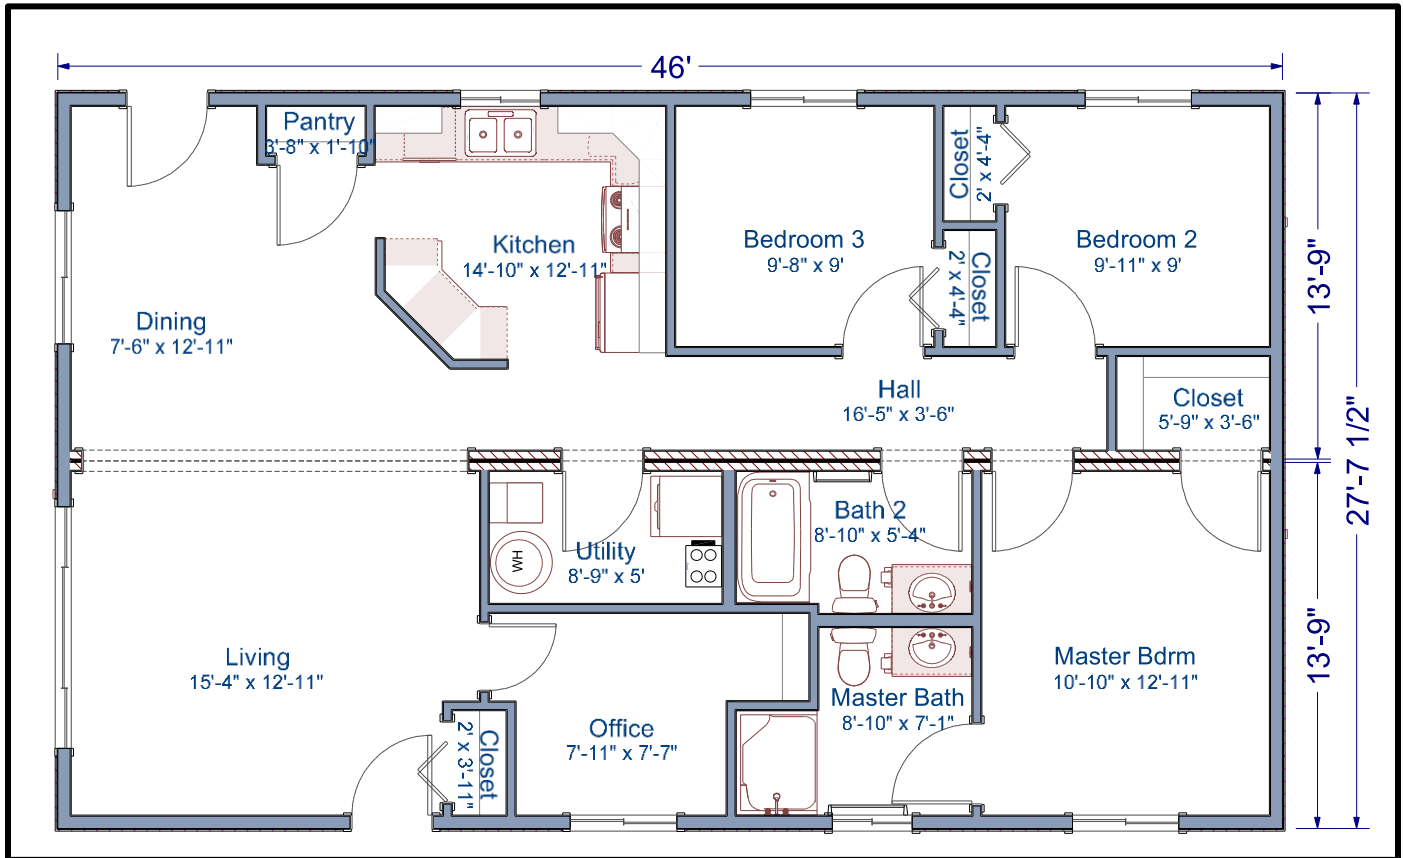 46'
Pantry
3'-8" x 1'-10"
Closet
2' x 4'-4"
Kitchen
14'-10" x 12'-11"
Bedroom 3
9'-8" x 9'
Bedroom 2
9'-11" x 9'
Closet
2' x 4'-4"
13'-9"
Dining
7'-6" x 12'-11"
Hall
16'-5" x 3'-6"
Closet
5'-9" x 3'-6"
27'-7 1/2"
Bath 2
8'-10" x 5'-4"
Utility
8'-9" x 5'
WH
Living
15'-4" x 12'-11"
Master Bdrm
10'-10" x 12'-11"
13'-9"
Master Bath
8'-10" x 7'-1"
Office
7'-11" x 7'-7"
Closet
2' x 3'-11"